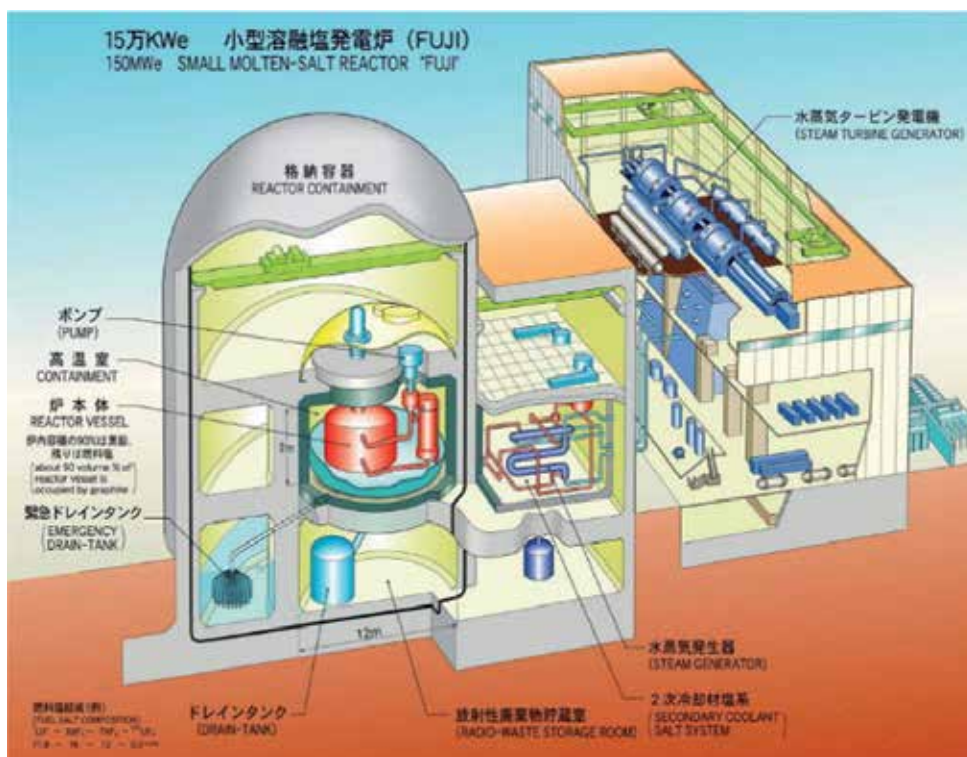 15万KWe 小型溶融塩発電炉 (FUJI)
150MWe SMALL MOLTEN-SALT REACTOR "FUJI"
水蒸気タービン発電機
(STEAM TURBINE GENERATOR)
格納容器
REACTOR CONTAINMENT
ポンプ
(PUMP)
高温室
CONTAINMENT
炉本体
REACTOR VESSEL
炉内容積の90%は黒鉛、
残りは燃料塩
(about 90 volume % of
reactor vessel is
occupied by graphite)
緊急ドレインタンク
(EMERGENCY
DRAIN-TANK)
12m
水蒸気発生器
(STEAM GENERATOR)
ドレインタンク
(DRAIN-TANK)
放射性廃棄物貯蔵室
(RADIO-WASTE STORAGE ROOM)
2次冷却材塩系
(SECONDARY COOLANT
SALT SYSTEM)
燃料塩組成(例)
(FUEL SALT COMPOSITION)